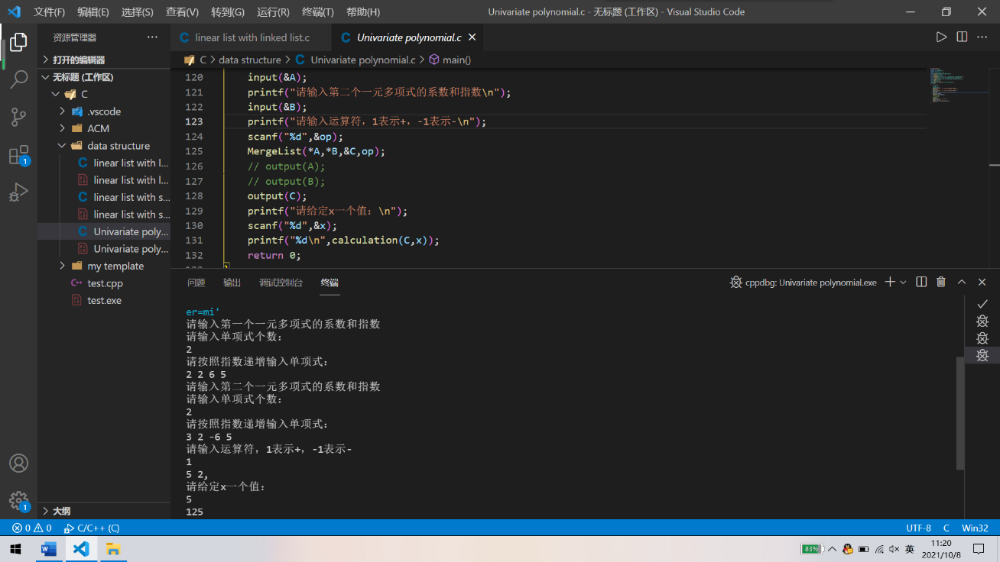 文件(F) 编辑(E) 选择(S) 查看(V) 转到(G) 运行(R) 终端(T) 帮助(H) Univariate polynomial.c - 无标题 (工作区) - Visual Studio Code
资源管理器 ···
C linear list with linked list.c C Univariate polynomial.c
打开的编辑器
C > data structure > C Univariate polynomial.c > main()
无标题 (工作区)
C
.vscode
ACM
data structure
C linear list with l...
linear list with l...
C linear list with s...
linear list with s...
C Univariate poly...
Univariate poly...
my template
test.cpp
test.exe
大纲
120 input(&A);
121 printf("请输入第二个一元多项式的系数和指数\n");
122 input(&B);
123 printf("请输入运算符，1表示+，-1表示-\n");
124 scanf("%d",&op);
125 MergeList(*A,*B,&C,op);
126 // output(A);
127 // output(B);
128 output(C);
129 printf("请给定x一个值：\n");
130 scanf("%d",&x);
131 printf("%d\n",calculation(C,x));
132 return 0;
问题 输出 调试控制台 终端 cppdbg: Univariate polynomial.exe
er=mi'
请输入第一个一元多项式的系数和指数
请输入单项式个数：
2
请按照指数递增输入单项式：
2 2 6 5
请输入第二个一元多项式的系数和指数
请输入单项式个数：
2
请按照指数递增输入单项式：
3 2 -6 5
请输入运算符，1表示+，-1表示-
1
5 2,
请给定x一个值：
5
125
1
1
0 0 C/C++ (C) UTF-8 C Win32
83% 英 11:20
2021/10/8